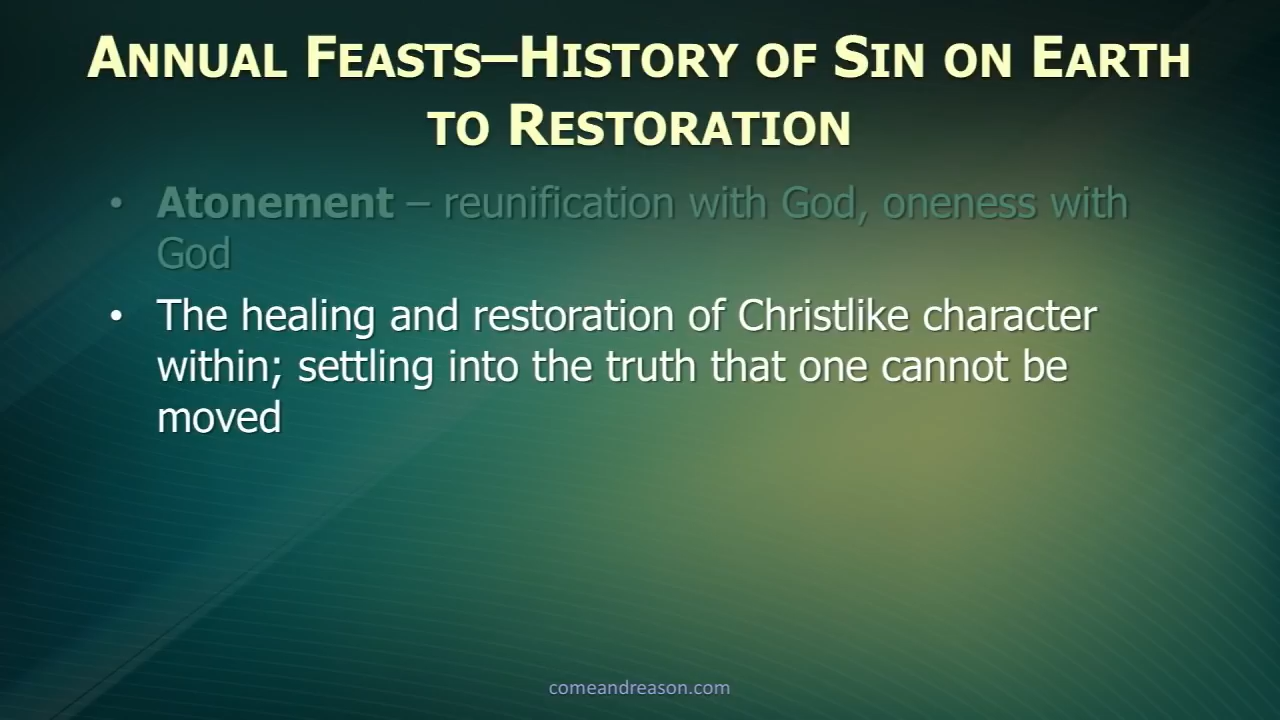 ANNUAL FEASTS–HISTORY OF SIN ON EARTH
TO RESTORATION
• Atonement – reunification with God, oneness with
God
• The healing and restoration of Christlike character
within; settling into the truth that one cannot be
moved
comeandreason.com